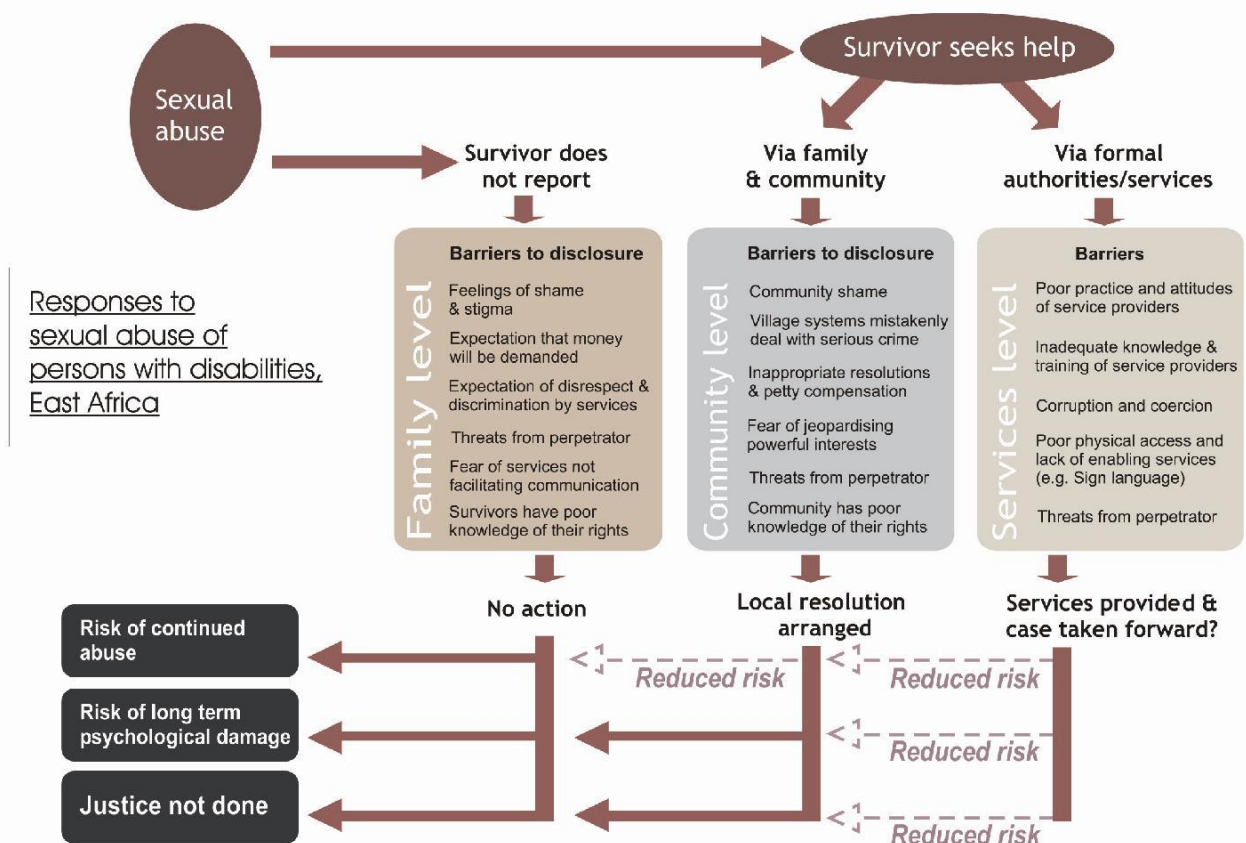 Sexual
abuse
Survivor seeks help
Survivor does
not report
Via family
& community
Via formal
authorities/services
Responses to
sexual abuse of
persons with disabilities,
East Africa
Family level
Barriers to disclosure
Feelings of shame
& stigma
Expectation that money
will be demanded
Expectation of disrespect &
discrimination by services
Threats from perpetrator
Fear of services not
facilitating communication
Survivors have poor
knowledge of their rights
Community level
Barriers to disclosure
Community shame
Village systems mistakenly
deal with serious crime
Inappropriate resolutions
& petty compensation
Fear of jeopardising
powerful interests
Threats from perpetrator
Community has poor
knowledge of their rights
Services level
Barriers
Poor practice and attitudes
of service providers
Inadequate knowledge &
training of service providers
Corruption and coercion
Poor physical access and
lack of enabling services
(e.g. Sign language)
Threats from perpetrator
No action
Local resolution
arranged
Services provided &
case taken forward?
Risk of continued
abuse
Reduced risk
Reduced risk
Risk of long term
psychological damage
Reduced risk
Justice not done
Reduced risk